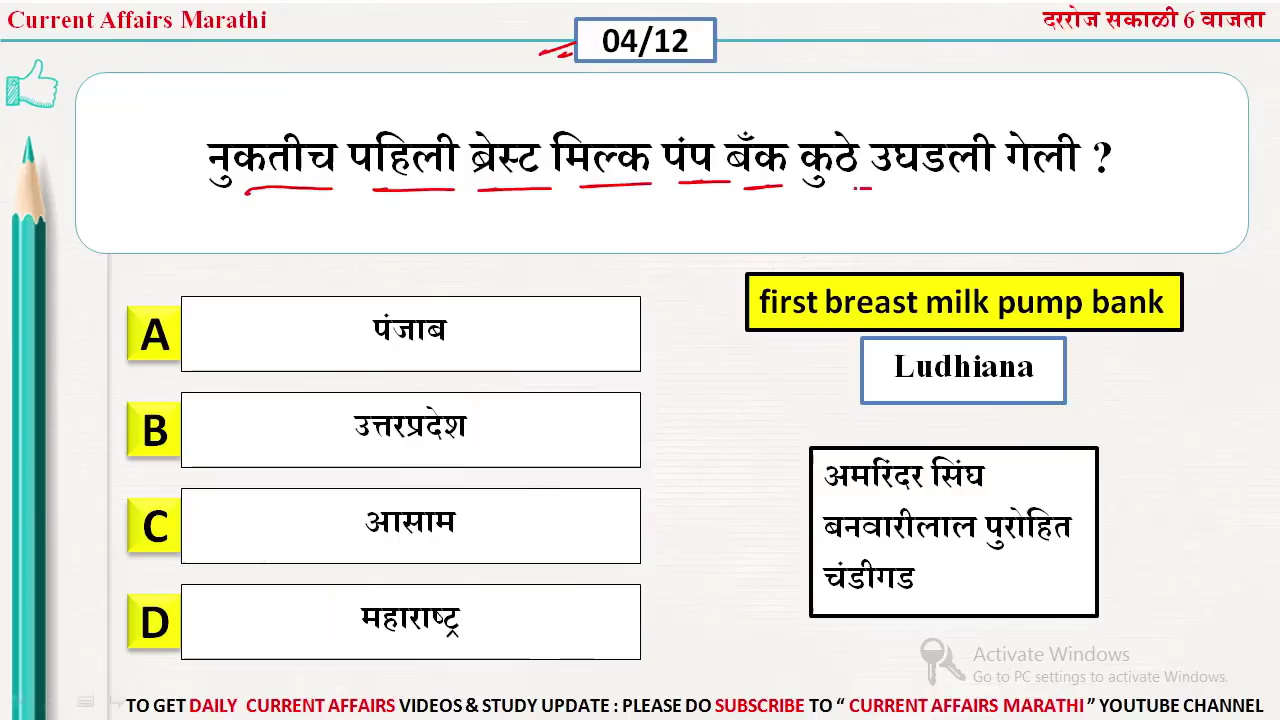 Current Affairs Marathi
दररोज सकाळी 6 वाजता
04/12
नुकतीच पहिली ब्रेस्ट मिल्क पंप बँक कुठे उघडली गेली ?
A पंजाब
B उत्तरप्रदेश
C आसाम
D महाराष्ट्र
first breast milk pump bank
Ludhiana
अमरिंदर सिंघ
बनवारीलाल पुरोहित
चंडीगड
Activate Windows
Go to PC settings to activate Windows.
TO GET DAILY CURRENT AFFAIRS VIDEOS & STUDY UPDATE : PLEASE DO SUBSCRIBE TO “ CURRENT AFFAIRS MARATHI ” YOUTUBE CHANNEL